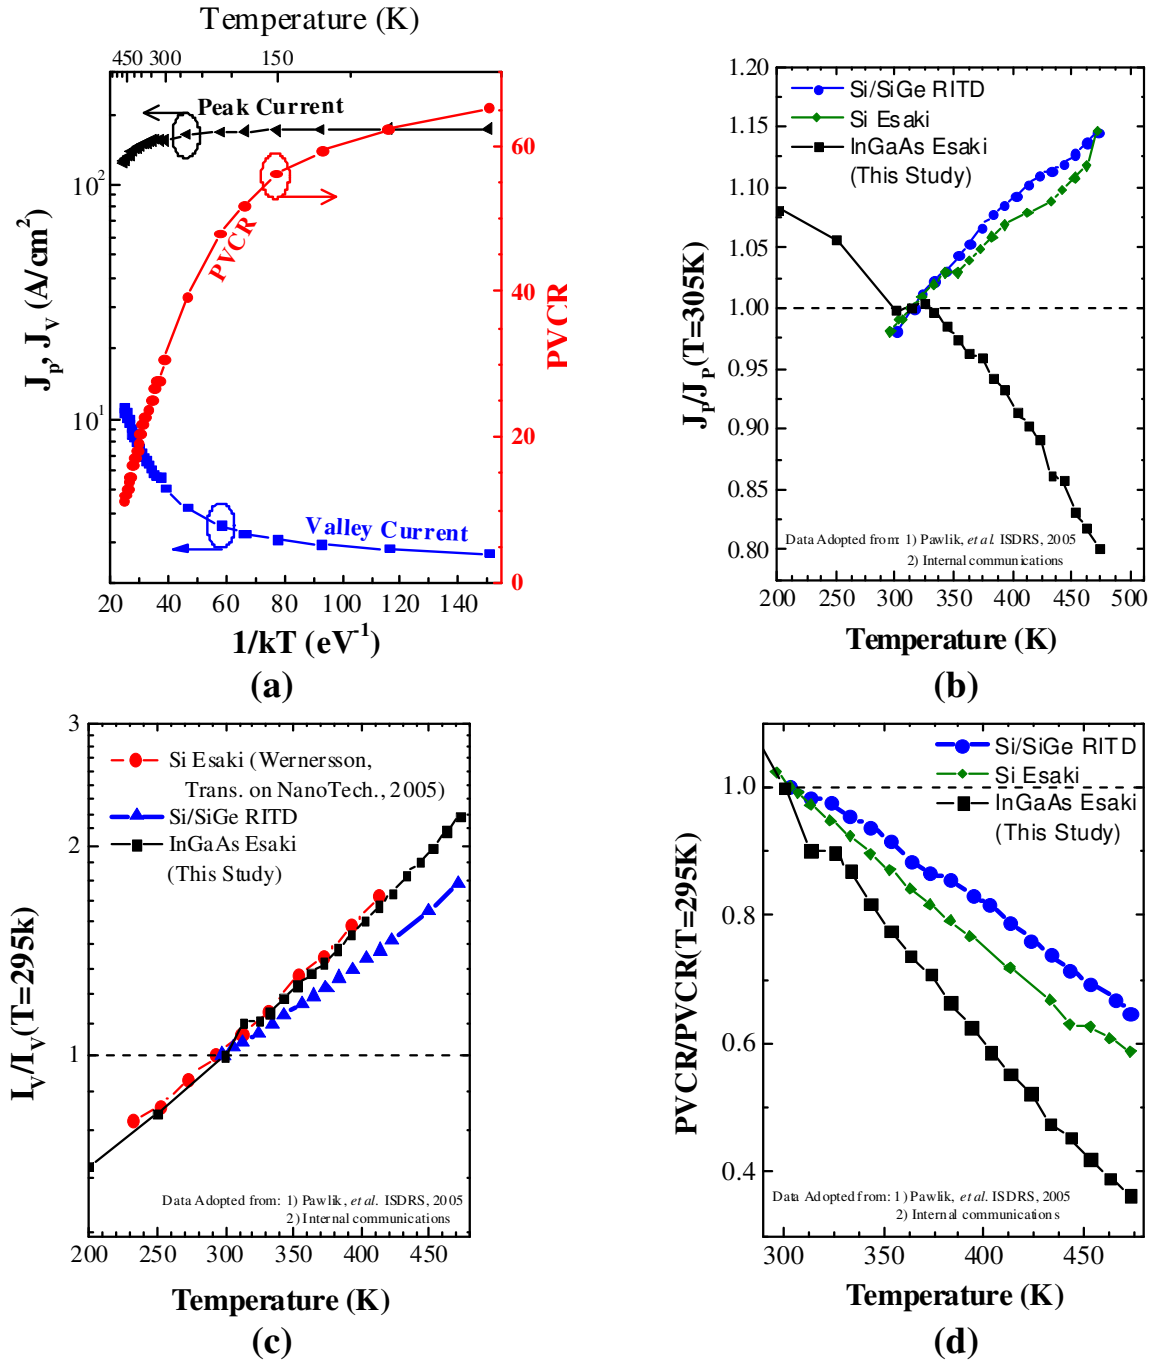 Temperature (K)
450 300 150
Peak Current
PVCR
Valley Current
10²
10¹
J_p, J_V (A/cm²)
60
40
20
0
PVCR
20 40 60 80 100 120 140
1/kT (eV⁻¹)
(a)
1.20
1.15
1.10
1.05
1.00
0.95
0.90
0.85
0.80
J_P/J_P(T=305K)
Si/SiGe RITD
Si Esaki
InGaAs Esaki
(This Study)
Data Adopted from: 1) Pawlik, et al. ISDRS, 2005
2) Internal communications
200 250 300 350 400 450 500
Temperature (K)
(b)
3
2
1
I_V/I_V(T=295k)
Si Esaki (Wernersson,
Trans. on NanoTech., 2005)
Si/SiGe RITD
InGaAs Esaki
(This Study)
Data Adopted from: 1) Pawlik, et al. ISDRS, 2005
2) Internal communications
200 250 300 350 400 450
Temperature (K)
(c)
1.0
0.8
0.6
0.4
PVCR/PVCR(T=295K)
Si/SiGe RITD
Si Esaki
InGaAs Esaki
(This Study)
Data Adopted from: 1) Pawlik, et al. ISDRS, 2005
2) Internal communications
300 350 400 450
Temperature (K)
(d)